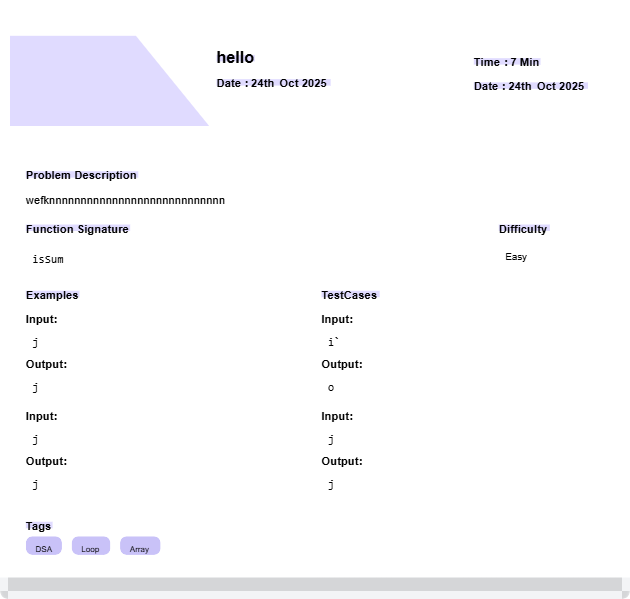 hello
Time : 7 Min
Date : 24th Oct 2025
Date : 24th Oct 2025
Problem Description
wefknnnnnnnnnnnnnnnnnnnnnnnnnnnn
Function Signature
Difficulty
isSum
Easy
Examples
TestCases
Input:
Input:
j
i`
Output:
Output:
j
o
Input:
Input:
j
j
Output:
Output:
j
j
Tags
DSA Loop Array